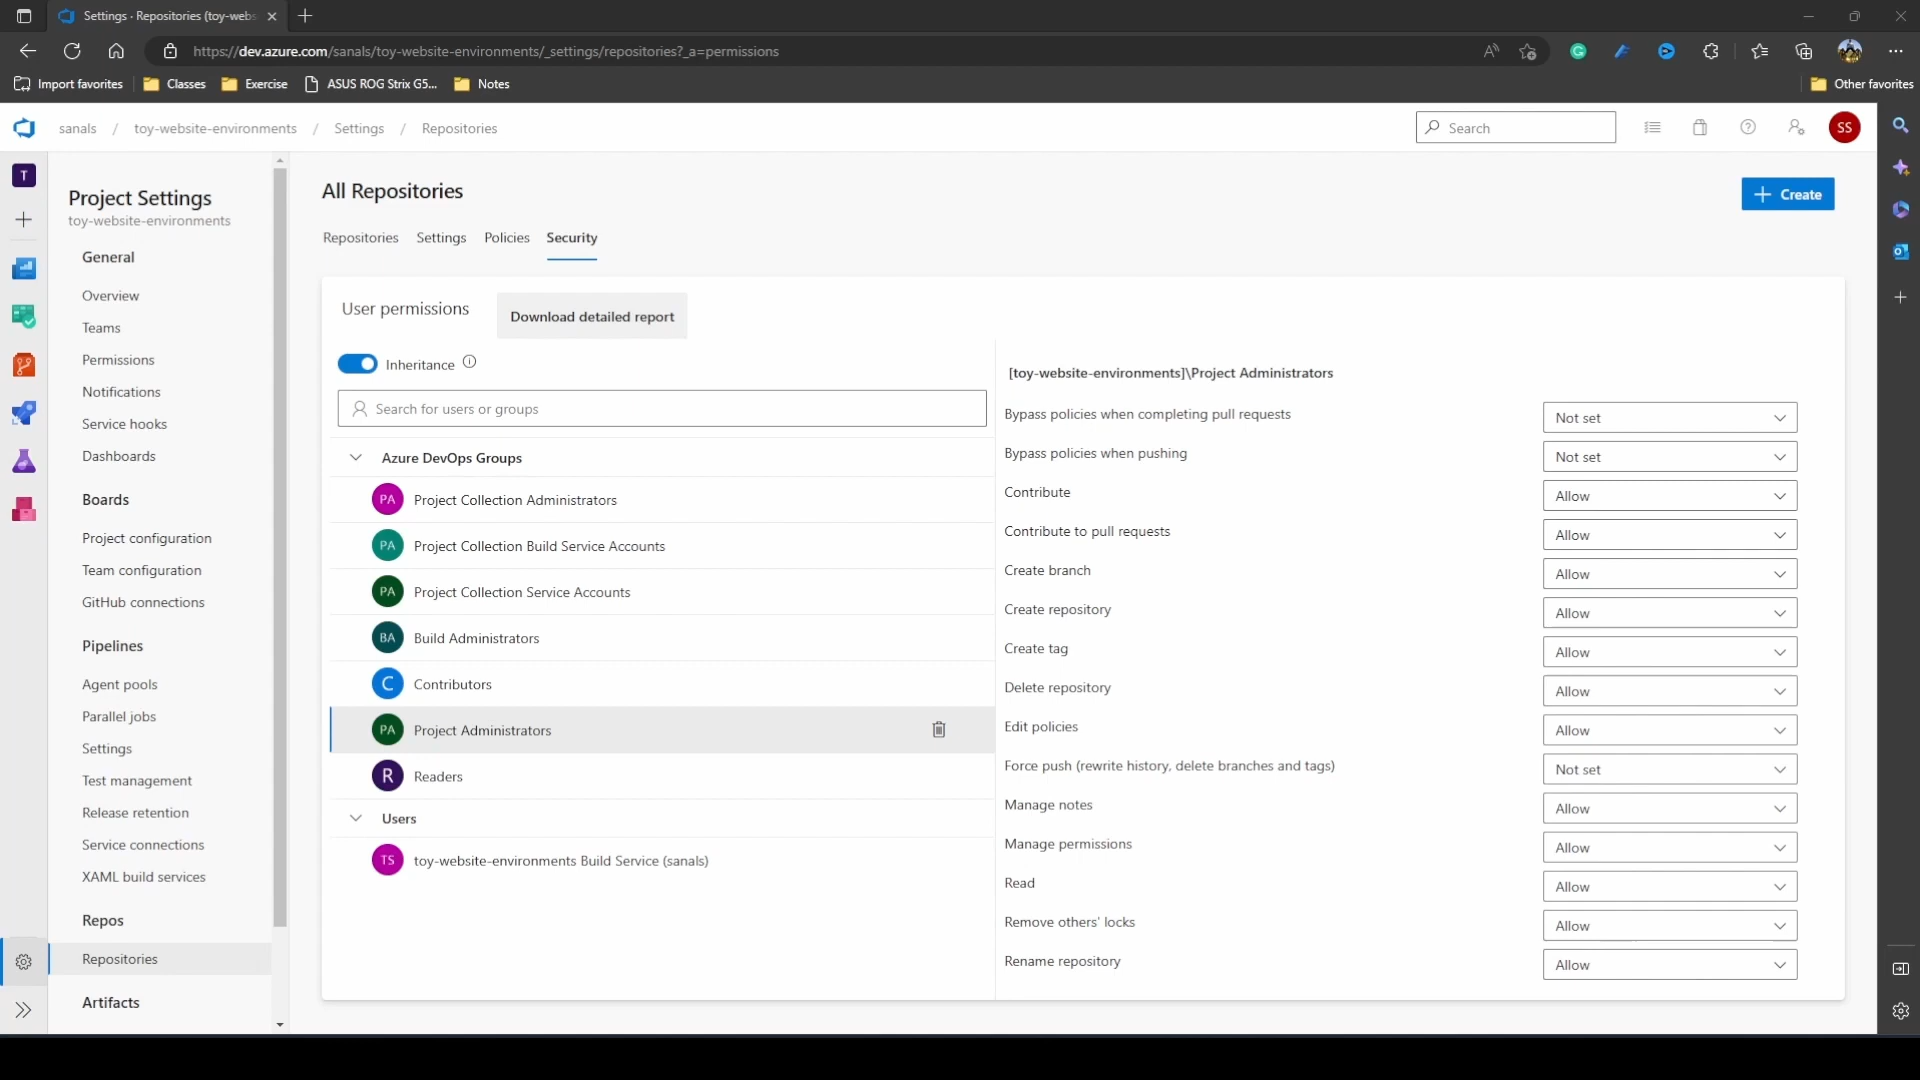 Settings · Repositories (toy-webs
https://dev.azure.com/sanals/toy-website-environments/_settings/repositories?_a=permissions
Import favorites
Classes
Exercise
ASUS ROG Strix G5...
Notes
Other favorites
sanals / toy-website-environments / Settings / Repositories
Search
SS
T
Project Settings
toy-website-environments
General
Overview
Teams
Permissions
Notifications
Service hooks
Dashboards
Boards
Project configuration
Team configuration
GitHub connections
Pipelines
Agent pools
Parallel jobs
Settings
Test management
Release retention
Service connections
XAML build services
Repos
Repositories
Artifacts
All Repositories
Create
Repositories Settings Policies Security
User permissions
Download detailed report
Inheritance
Search for users or groups
Azure DevOps Groups
PA Project Collection Administrators
PA Project Collection Build Service Accounts
PA Project Collection Service Accounts
BA Build Administrators
C Contributors
PA Project Administrators
R Readers
Users
TS toy-website-environments Build Service (sanals)
[toy-website-environments]\Project Administrators
Bypass policies when completing pull requests Not set
Bypass policies when pushing Not set
Contribute Allow
Contribute to pull requests Allow
Create branch Allow
Create repository Allow
Create tag Allow
Delete repository Allow
Edit policies Allow
Force push (rewrite history, delete branches and tags) Not set
Manage notes Allow
Manage permissions Allow
Read Allow
Remove others' locks Allow
Rename repository Allow